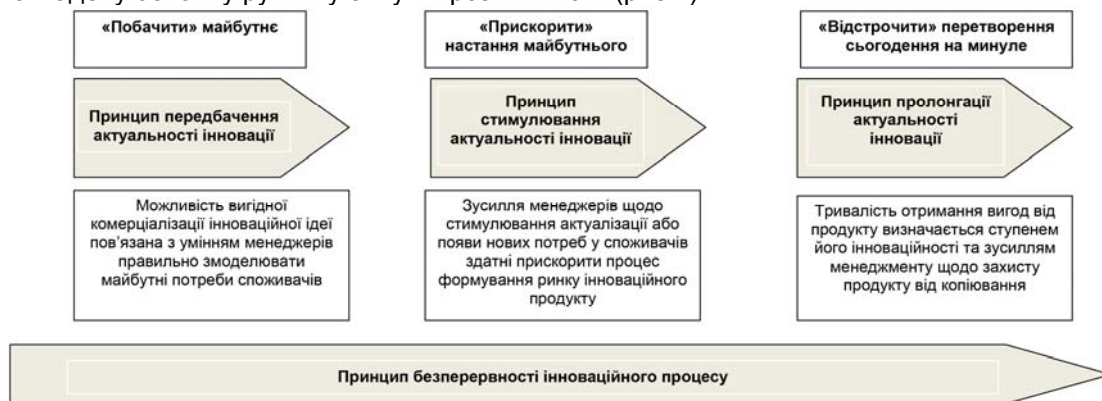 «Побачити» майбутнє
«Прискорити»
настання майбутнього
«Відстрочити» перетворення
сьогодення на минуле
Принцип передбачення
актуальності інновації
Принцип
стимулювання
актуальності інновації
Принцип пролонгації
актуальності
інновації
Можливість вигідної
комерціалізації інноваційної ідеї
пов’язана з умінням менеджерів
правильно змоделювати
майбутні потреби споживачів
Зусилля менеджерів щодо
стимулювання актуалізації або
появи нових потреб у споживачів
здатні прискорити процес
формування ринку інноваційного
продукту
Тривалість отримання вигод від
продукту визначається ступенем
його інноваційності та зусиллям
менеджменту щодо захисту
продукту від копіювання
Принцип безперервності інноваційного процесу